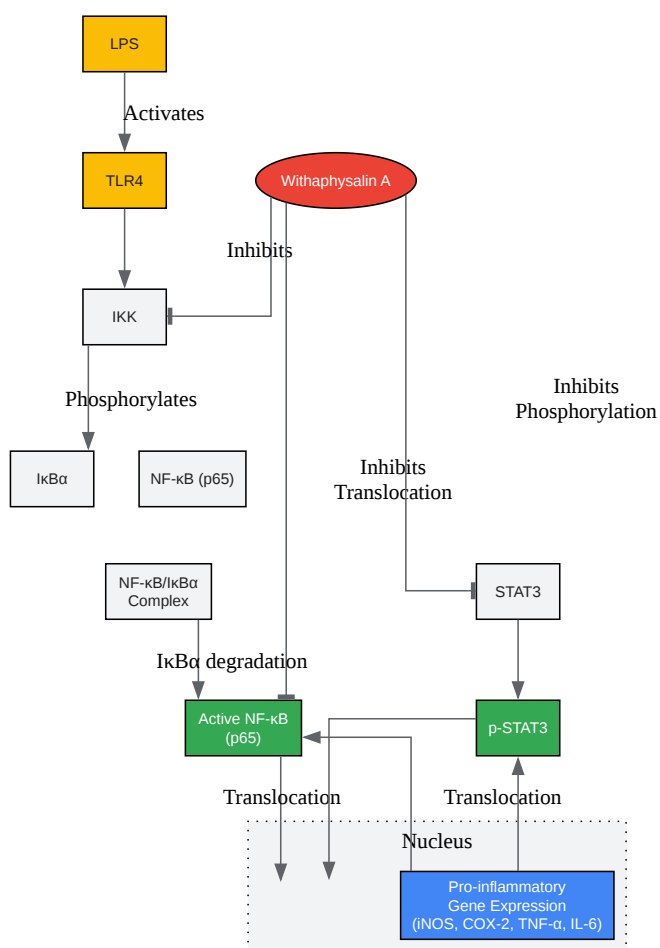 LPS
Activates
TLR4
Withaphysalin A
Inhibits
IKK
Phosphorylates
Inhibits
Phosphorylation
IκBα
NF-κB (p65)
Inhibits
Translocation
NF-κB/IκBα
Complex
STAT3
IκBα degradation
Active NF-κB
(p65)
p-STAT3
Translocation
Translocation
Nucleus
Pro-inflammatory
Gene Expression
(iNOS, COX-2, TNF-α, IL-6)